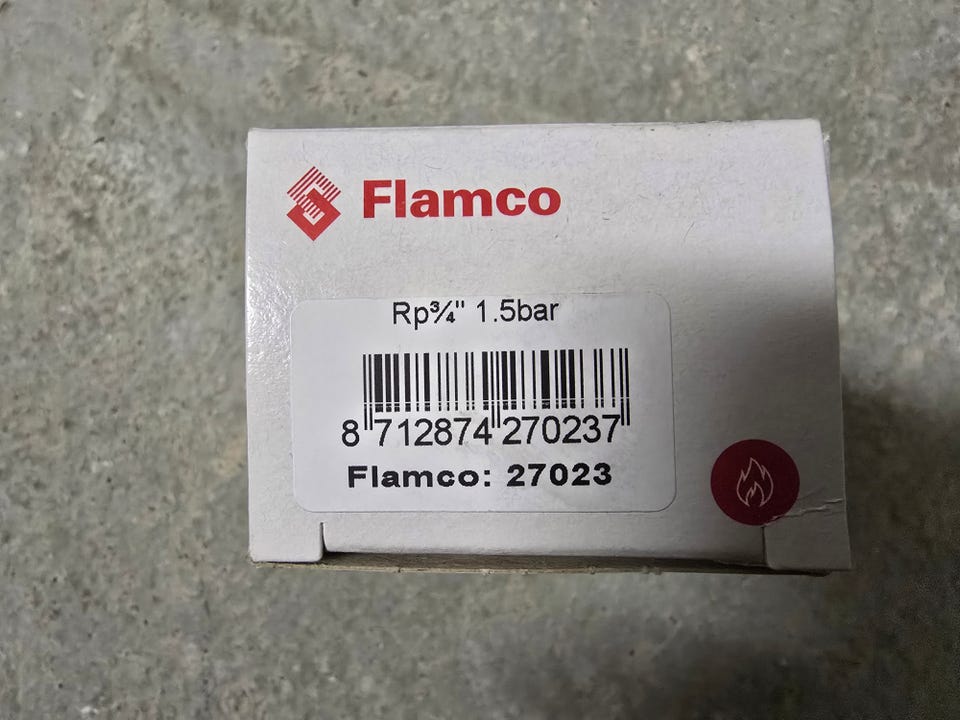 Flamco
Rp¾" 1.5bar
8 712874 270237
Flamco: 27023